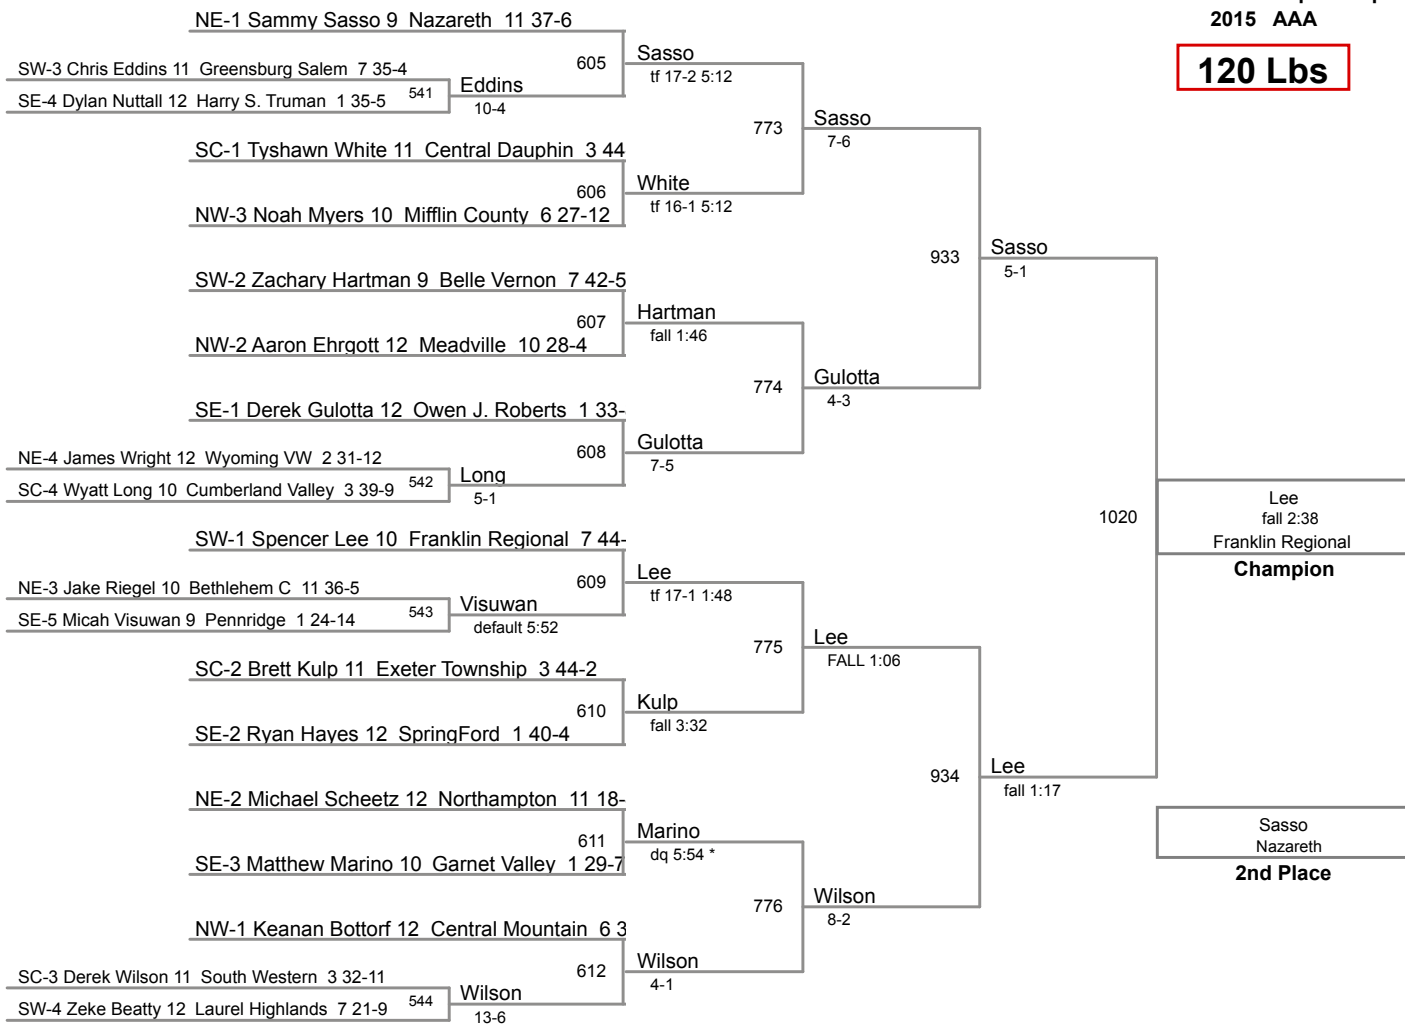 2015 AAA
120 Lbs
NE-1 Sammy Sasso 9 Nazareth 11 37-6
605
Sasso
tf 17-2 5:12
SW-3 Chris Eddins 11 Greensburg Salem 7 35-4
541
Eddins
10-4
SE-4 Dylan Nuttall 12 Harry S. Truman 1 35-5
773
Sasso
7-6
SC-1 Tyshawn White 11 Central Dauphin 3 44
606
White
tf 16-1 5:12
NW-3 Noah Myers 10 Mifflin County 6 27-12
933
Sasso
5-1
SW-2 Zachary Hartman 9 Belle Vernon 7 42-5
607
Hartman
fall 1:46
NW-2 Aaron Ehrgott 12 Meadville 10 28-4
774
Gulotta
4-3
SE-1 Derek Gulotta 12 Owen J. Roberts 1 33-
608
Gulotta
7-5
NE-4 James Wright 12 Wyoming VW 2 31-12
542
Long
5-1
SC-4 Wyatt Long 10 Cumberland Valley 3 39-9
1020
Lee
fall 2:38
Franklin Regional
Champion
SW-1 Spencer Lee 10 Franklin Regional 7 44-
609
Lee
tf 17-1 1:48
NE-3 Jake Riegel 10 Bethlehem C 11 36-5
543
Visuwan
default 5:52
SE-5 Micah Visuwan 9 Pennridge 1 24-14
775
Lee
FALL 1:06
SC-2 Brett Kulp 11 Exeter Township 3 44-2
610
Kulp
fall 3:32
SE-2 Ryan Hayes 12 SpringFord 1 40-4
934
Lee
fall 1:17
NE-2 Michael Scheetz 12 Northampton 11 18-
611
Marino
dq 5:54 *
SE-3 Matthew Marino 10 Garnet Valley 1 29-7
Sasso
Nazareth
2nd Place
776
Wilson
8-2
NW-1 Keanan Bottorf 12 Central Mountain 6 3
612
Wilson
4-1
SC-3 Derek Wilson 11 South Western 3 32-11
544
Wilson
13-6
SW-4 Zeke Beatty 12 Laurel Highlands 7 21-9